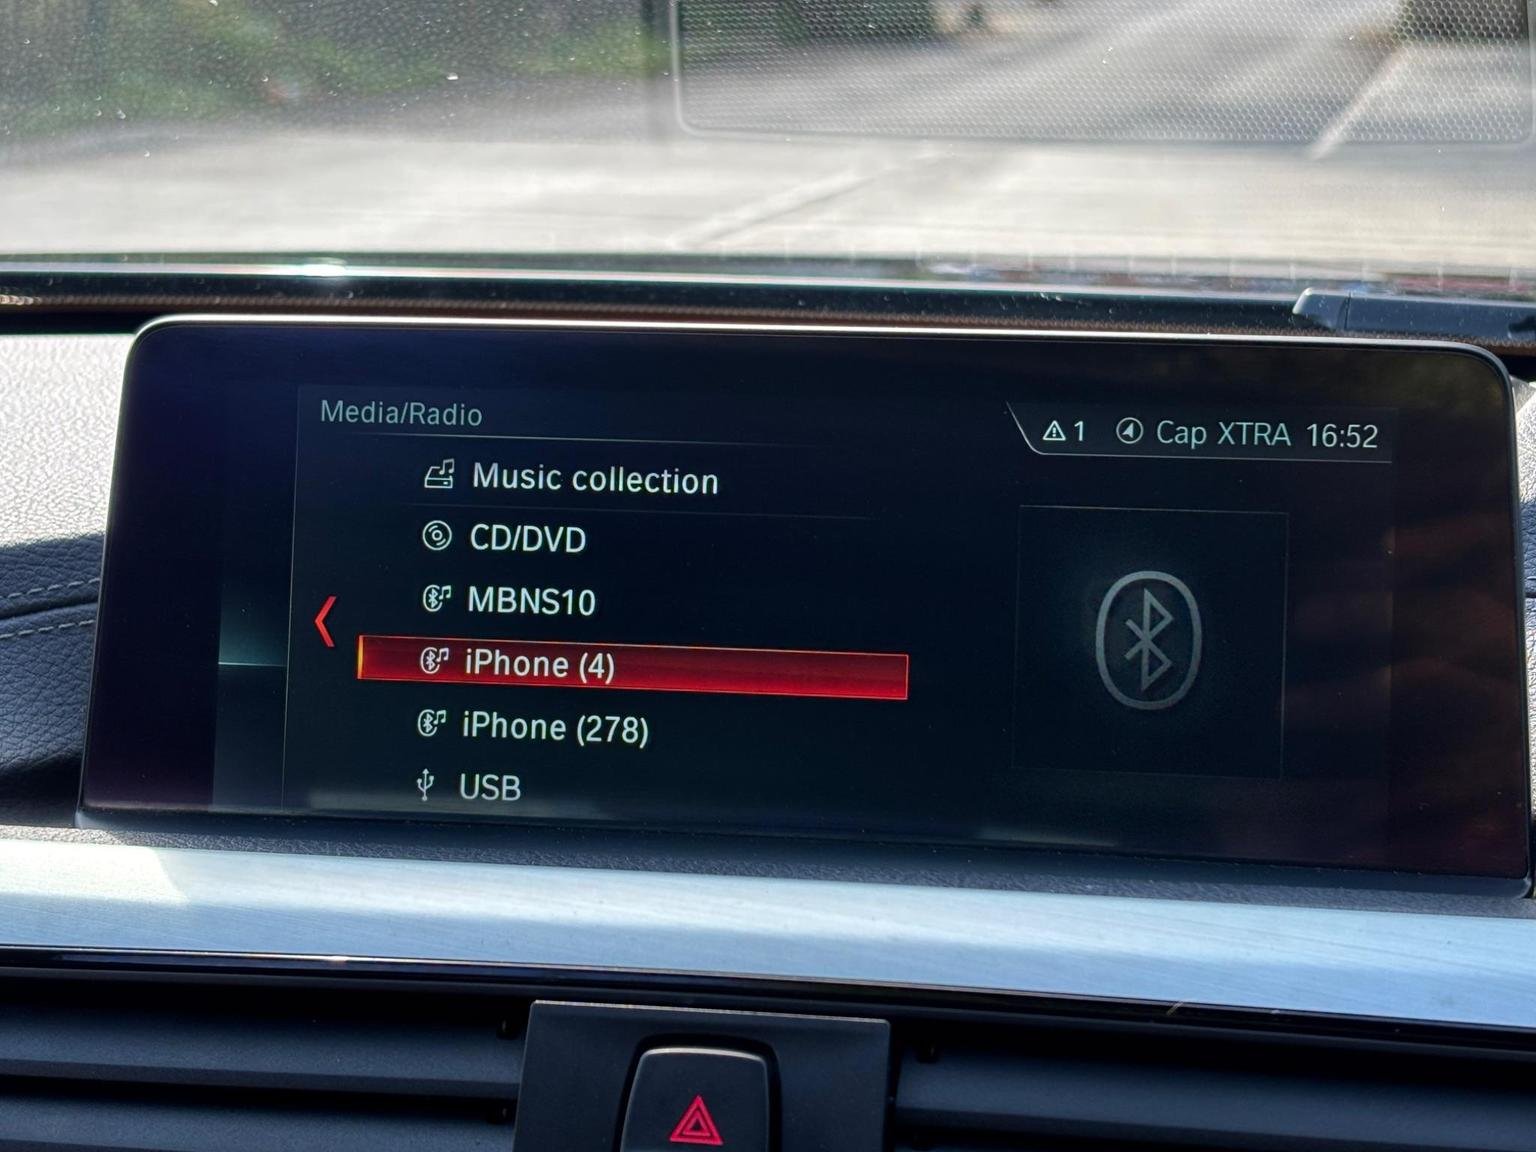 Media/Radio
1 Cap XTRA 16:52
Music collection
CD/DVD
MBNS10
iPhone (4)
iPhone (278)
USB